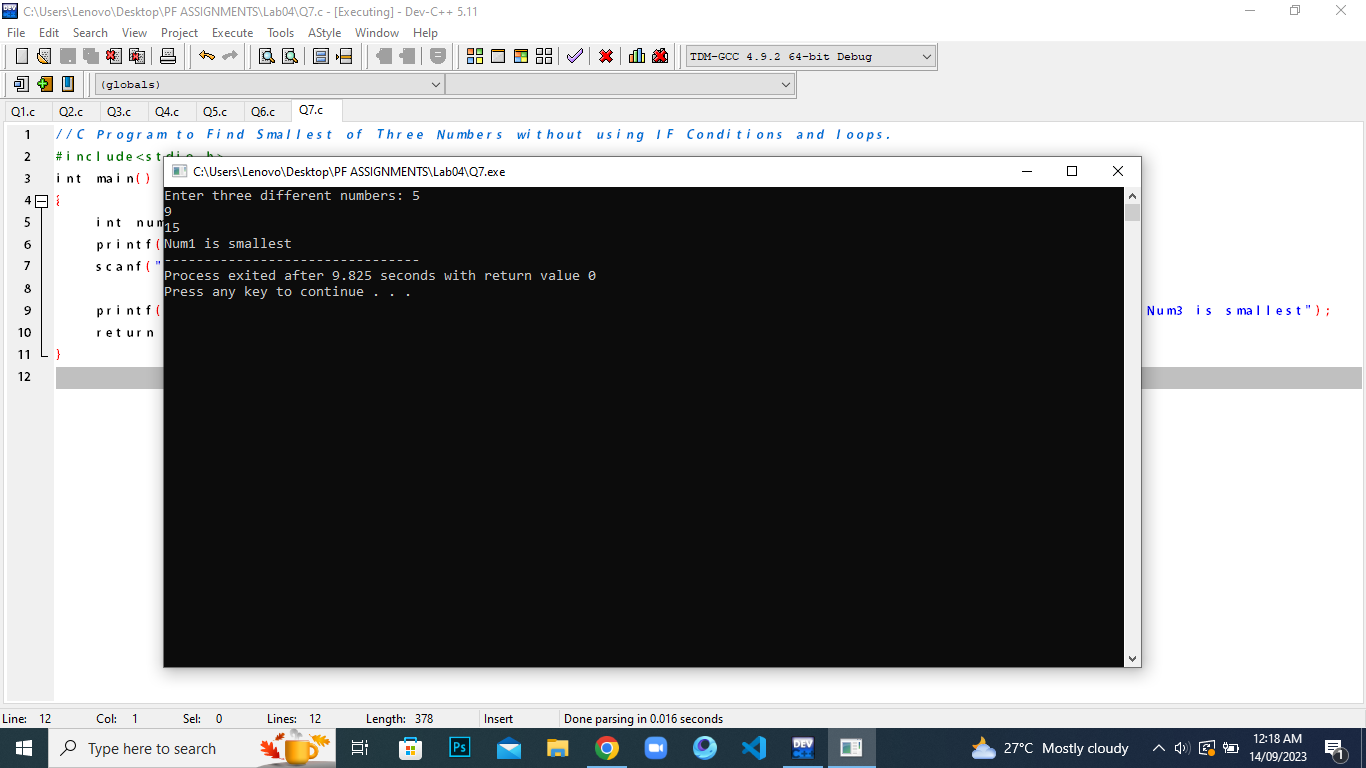 C:\Users\Lenovo\Desktop\PF ASSIGNMENTS\Lab04\Q7.c - [Executing] - Dev-C++ 5.11
File Edit Search View Project Execute Tools AStyle Window Help
TDM-GCC 4.9.2 64-bit Debug
(globals)
Q1.c Q2.c Q3.c Q4.c Q5.c Q6.c Q7.c
1 //C Program to Find Smallest of Three Numbers without using IF Conditions and loops.
2 #include<stdio.h>
C:\Users\Lenovo\Desktop\PF ASSIGNMENTS\Lab04\Q7.exe
3 int main()
Enter three different numbers: 5
4 {
9
5 int num
15
6 printf(
Num1 is smallest
--------------------------------
7 scanf("
Process exited after 9.825 seconds with return value 0
8
Press any key to continue . . .
9 printf( Num3 is smallest");
10 return
11 }
12
Line: 12 Col: 1 Sel: 0 Lines: 12 Length: 378 Insert Done parsing in 0.016 seconds
Type here to search
Ps
DEV
27°C Mostly cloudy
12:18 AM
14/09/2023
1